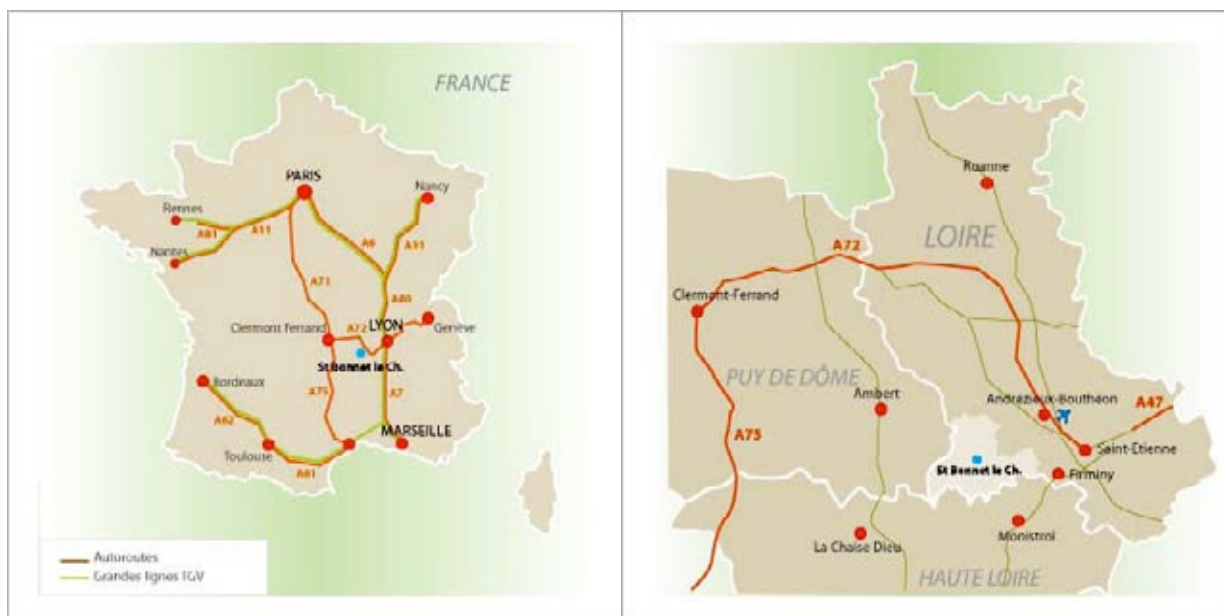 FRANCE
PARIS
Nancy
Rennes
A81
A11
A6
A31
Nantes
A71
A40
Clermont Ferrand
A72
LYON
Genève
St Bonnet le Ch.
Bordeaux
A75
A7
A62
MARSEILLE
Toulouse
A61
Autoroutes
Grandes lignes TGV
Roanne
LOIRE
A72
Clermont-Ferrand
PUY DE DÔME
Ambert
Andrézieux-Bouthéon
A47
A75
Saint-Etienne
St Bonnet le Ch.
Firminy
Monistrol
La Chaise Dieu
HAUTE LOIRE